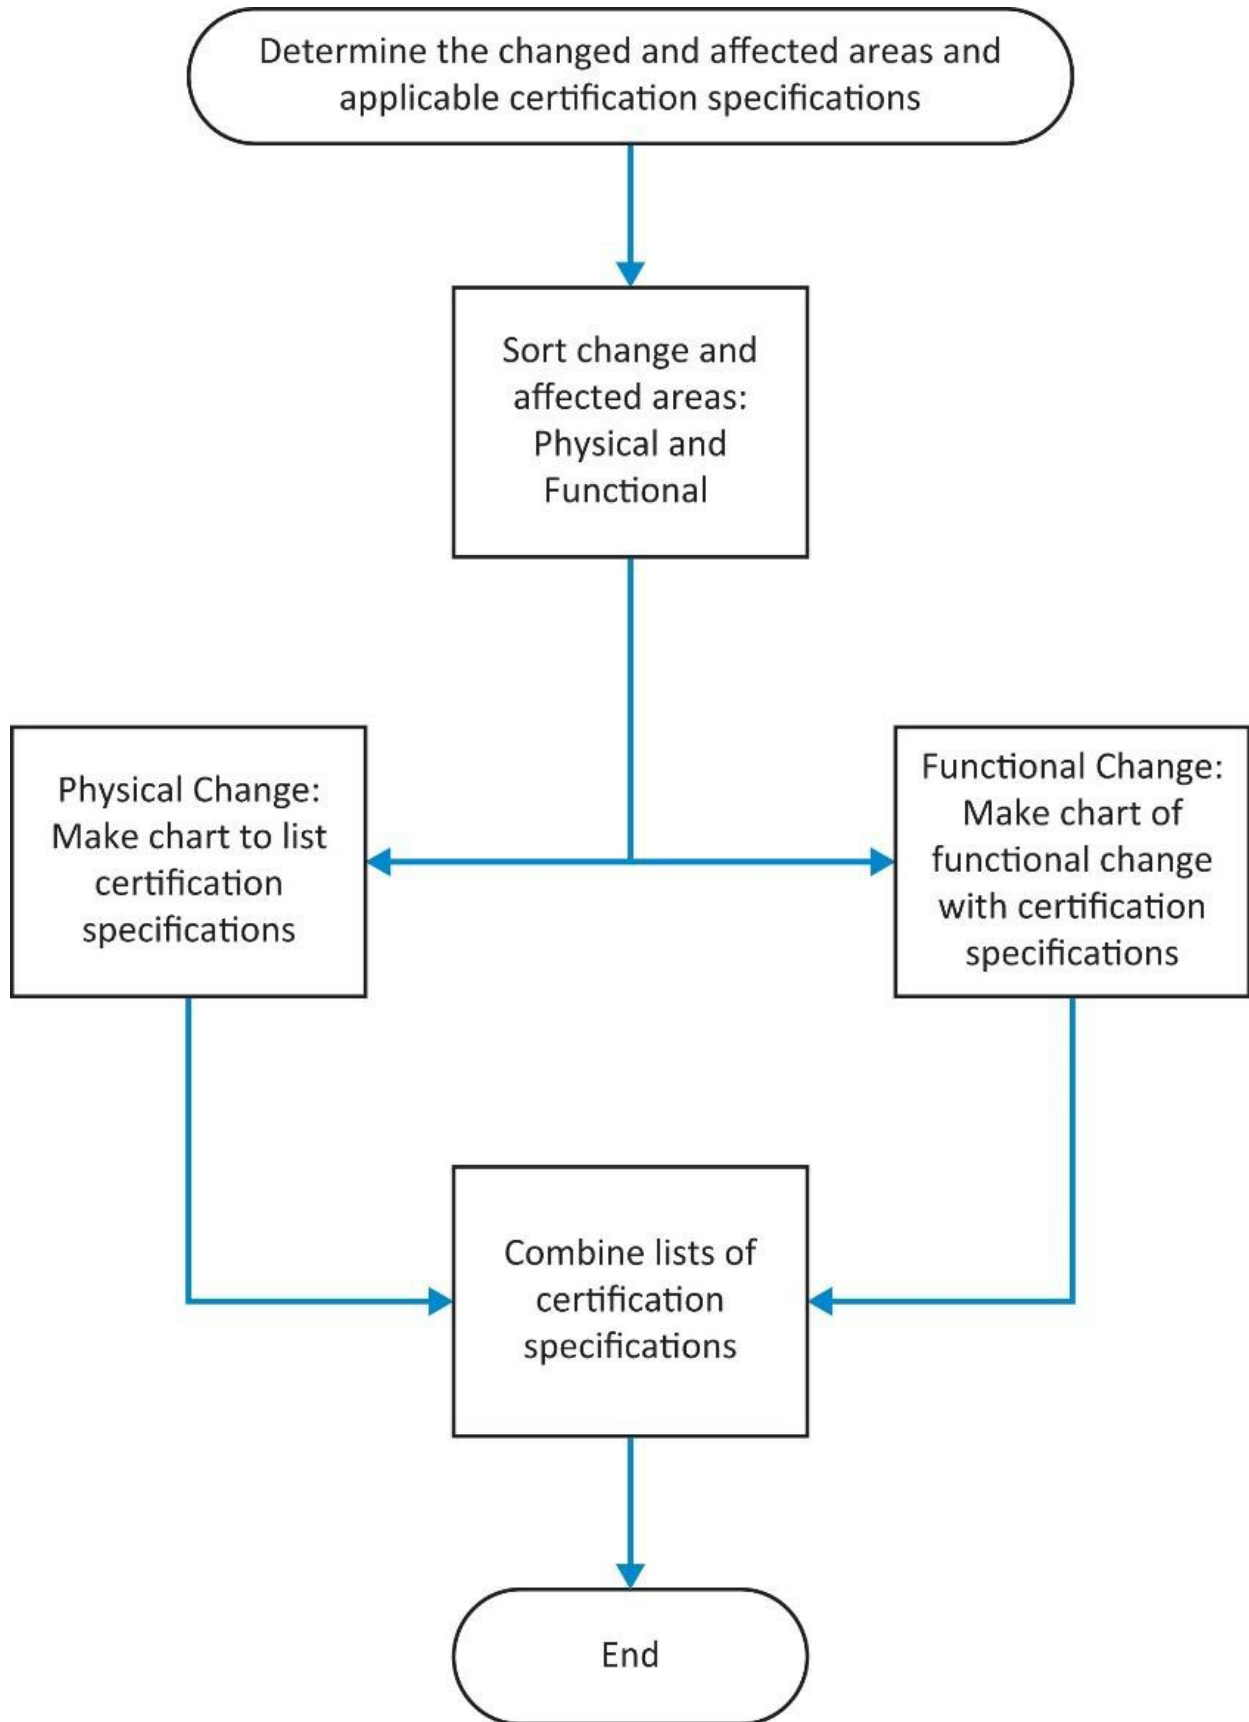 Determine the changed and affected areas and
applicable certification specifications
Sort change and
affected areas:
Physical and
Functional
Physical Change:
Make chart to list
certification
specifications
Functional Change:
Make chart of
functional change
with certification
specifications
Combine lists of
certification
specifications
End